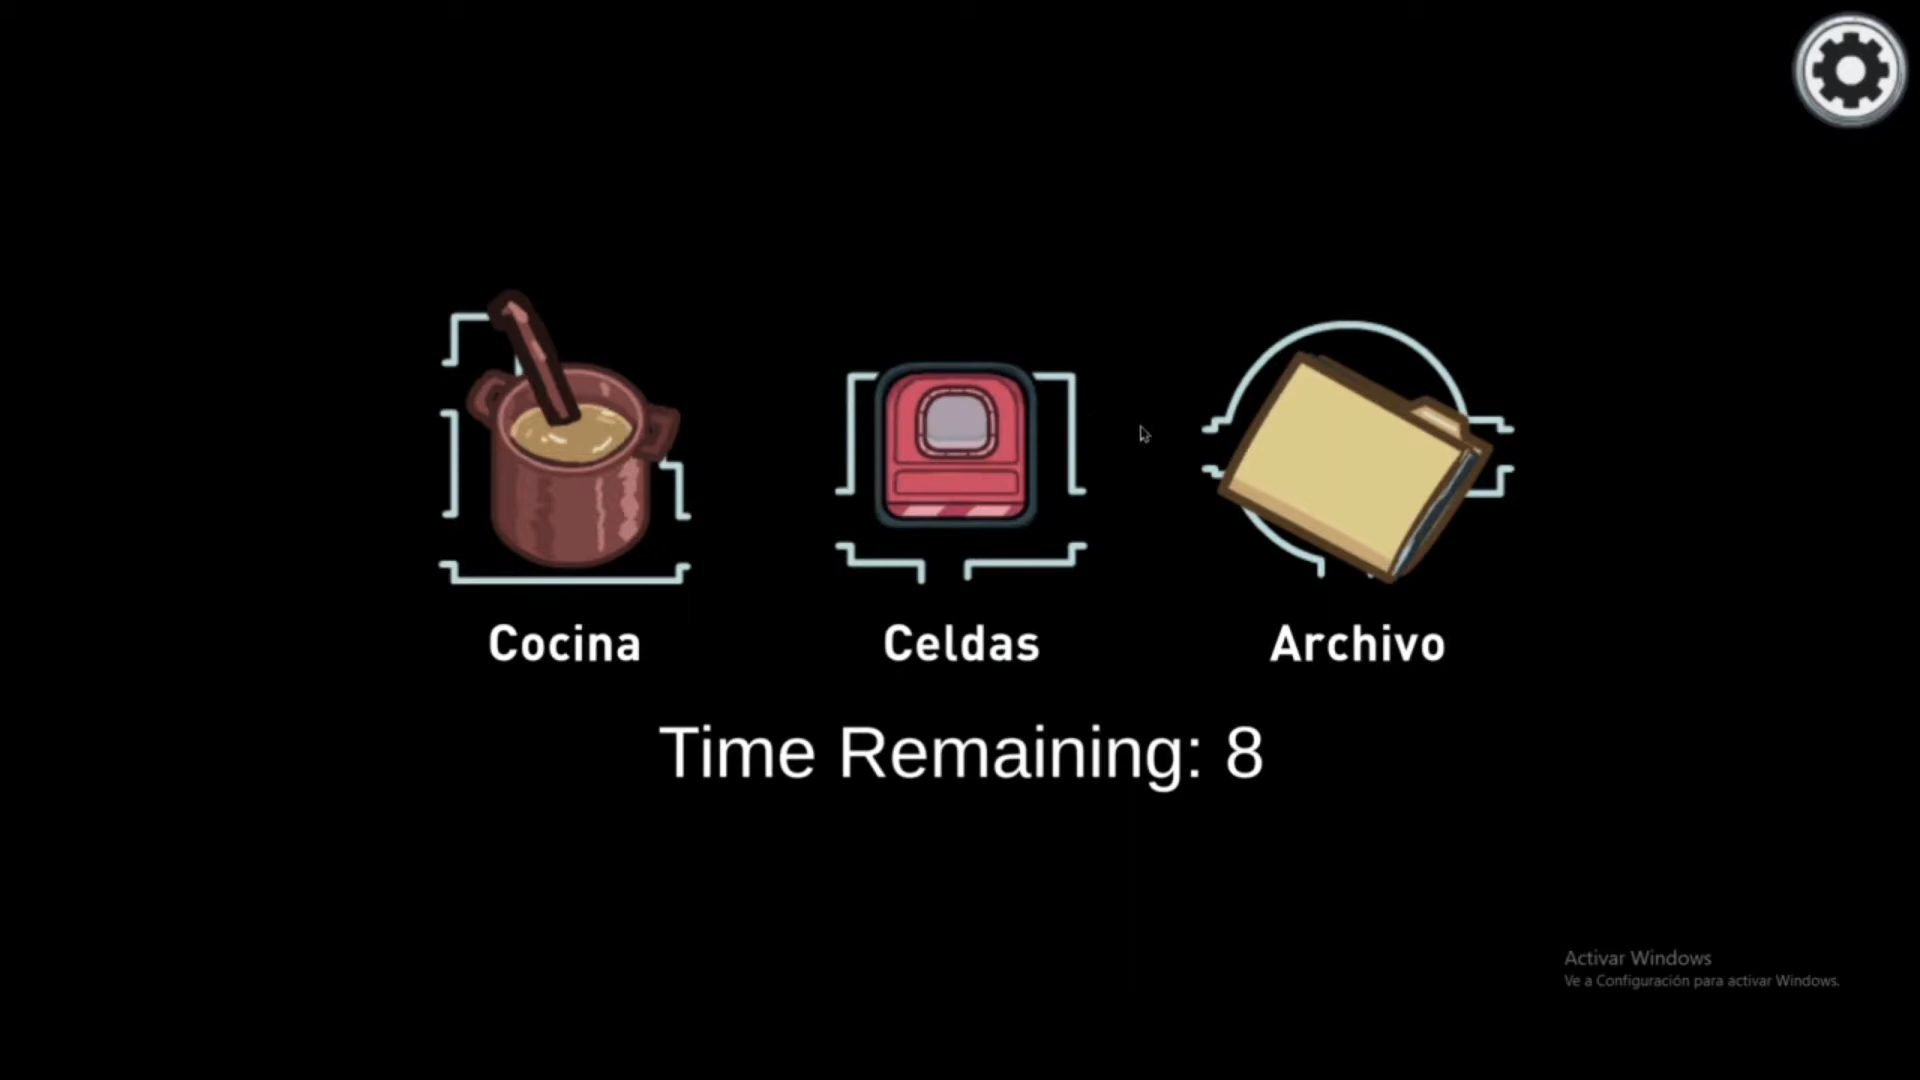 Cocina
Celdas
Archivo
Time Remaining: 8
Activar Windows
Ve a Configuración para activar Windows.